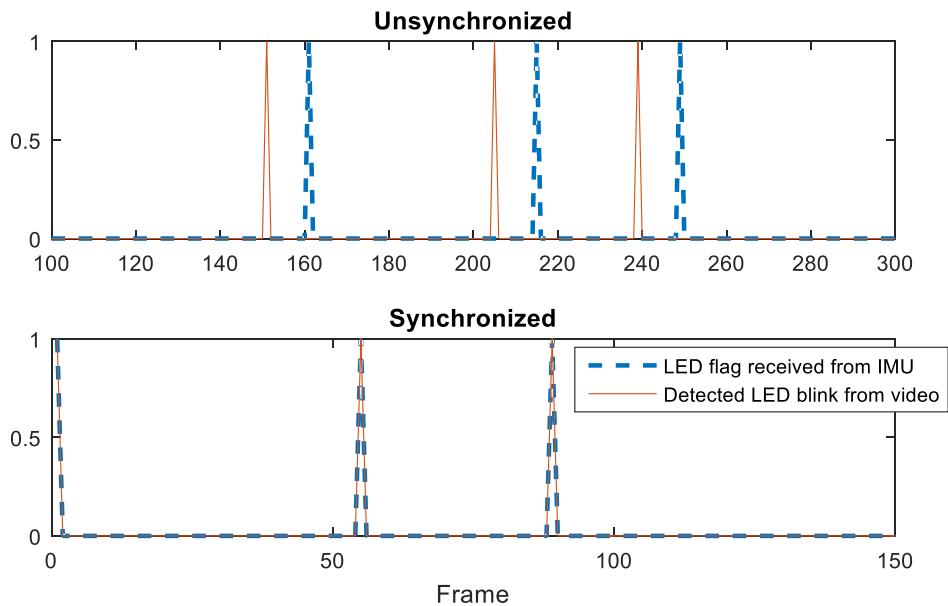 Unsynchronized
1
0.5
0
100 120 140 160 180 200 220 240 260 280 300
Synchronized
1
LED flag received from IMU
Detected LED blink from video
0.5
0
0 50 100 150
Frame